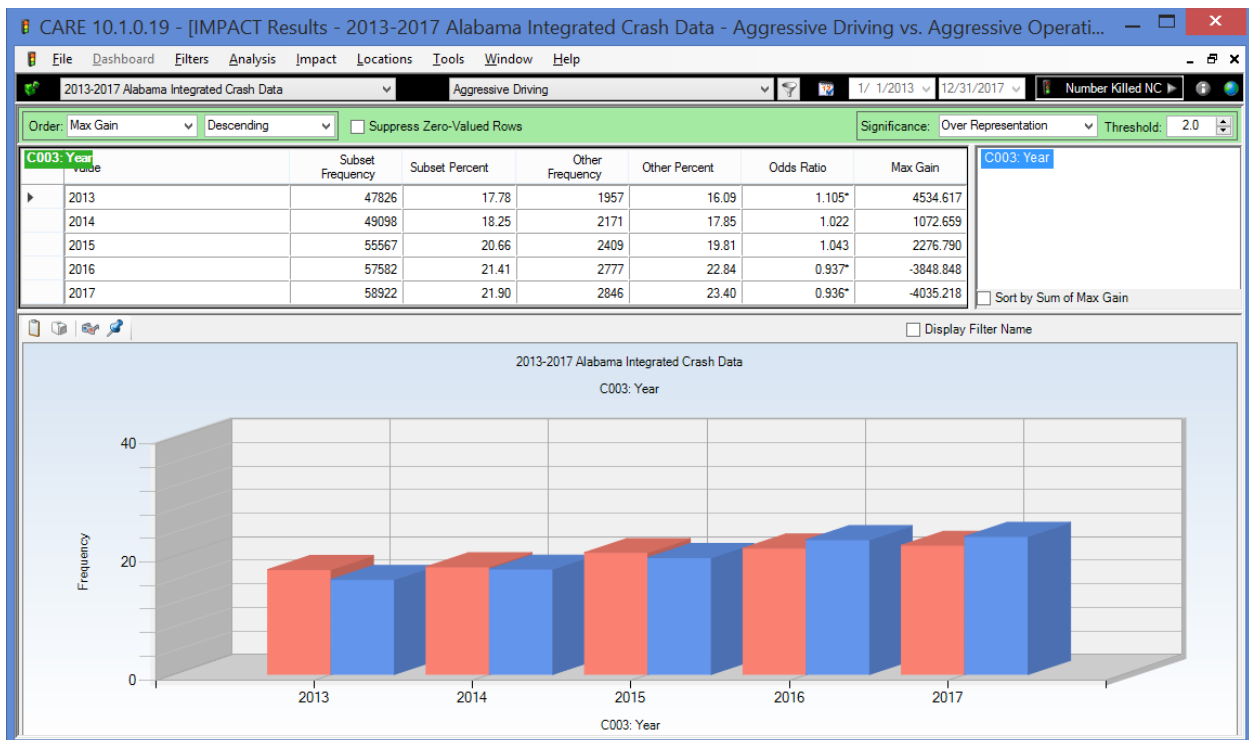 CARE 10.1.0.19 - [IMPACT Results - 2013-2017 Alabama Integrated Crash Data - Aggressive Driving vs. Aggressive Operati...
File Dashboard Filters Analysis Impact Locations Tools Window Help
2013-2017 Alabama Integrated Crash Data Aggressive Driving 1/ 1/2013 12/31/2017 Number Killed NC
Order: Max Gain Descending Suppress Zero-Valued Rows Significance: Over Representation Threshold: 2.0
C003: Year Value Subset Frequency Subset Percent Other Frequency Other Percent Odds Ratio Max Gain C003: Year
2013 47826 17.78 1957 16.09 1.105* 4534.617
2014 49098 18.25 2171 17.85 1.022 1072.659
2015 55567 20.66 2409 19.81 1.043 2276.790
2016 57582 21.41 2777 22.84 0.937* -3848.848
2017 58922 21.90 2846 23.40 0.936* -4035.218
Sort by Sum of Max Gain
Display Filter Name
2013-2017 Alabama Integrated Crash Data
C003: Year
40
20
0
Frequency
2013 2014 2015 2016 2017
C003: Year